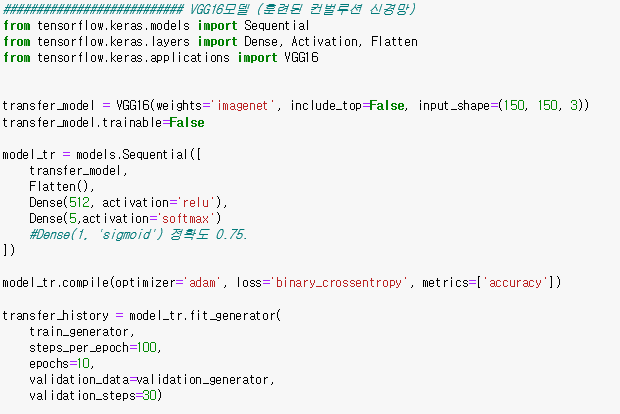 ########################### VGG16모델 (훈련된 컨벌루션 신경망)
from tensorflow.keras.models import Sequential
from tensorflow.keras.layers import Dense, Activation, Flatten
from tensorflow.keras.applications import VGG16
transfer_model = VGG16(weights='imagenet', include_top=False, input_shape=(150, 150, 3))
transfer_model.trainable=False
model_tr = models.Sequential([
    transfer_model,
    Flatten(),
    Dense(512, activation='relu'),
    Dense(5,activation='softmax')
    #Dense(1, 'sigmoid') 정확도 0.75.
])
model_tr.compile(optimizer='adam', loss='binary_crossentropy', metrics=['accuracy'])
transfer_history = model_tr.fit_generator(
    train_generator,
    steps_per_epoch=100,
    epochs=10,
    validation_data=validation_generator,
    validation_steps=30)